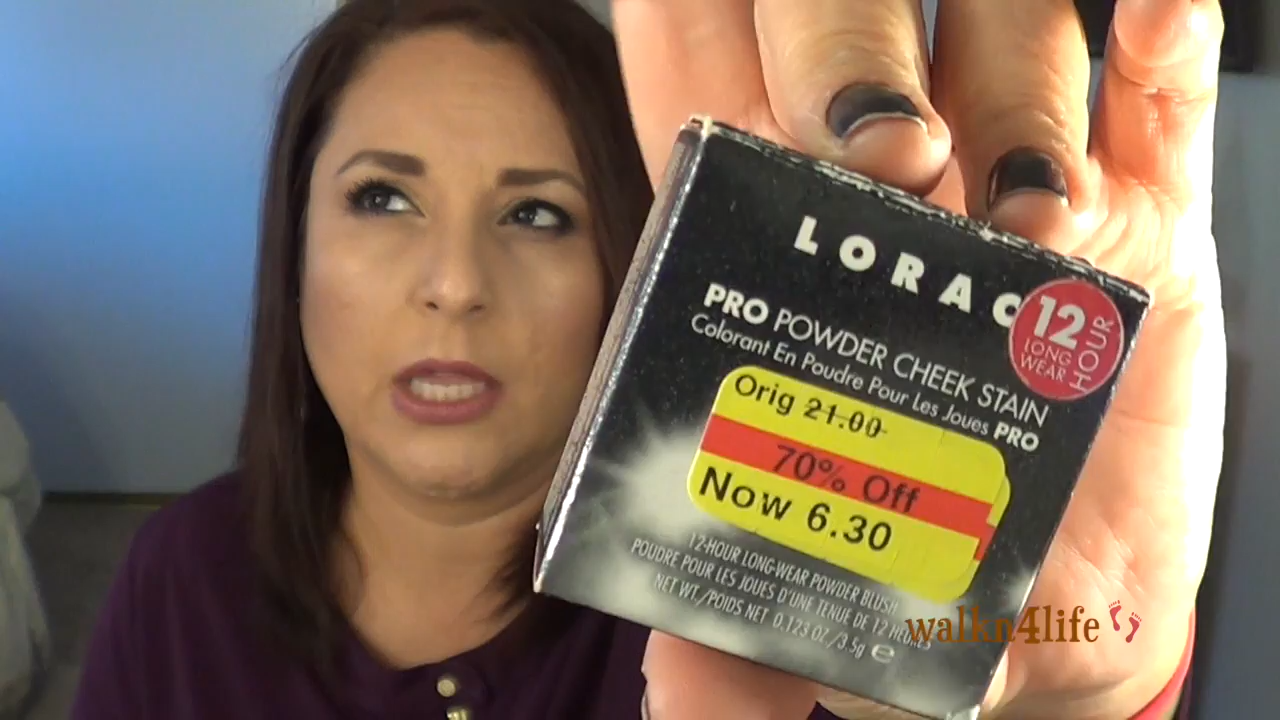 LORAC
12
LONG
WEAR
HOUR
PRO POWDER CHEEK STAIN
Colorant En Poudre Pour Les Joues PRO
Orig 21.00
70% Off
Now 6.30
12-HOUR LONG-WEAR POWDER BLUSH
POUDRE POUR LES JOUES D'UNE TENUE DE 12 HEURES
NET WT./POIDS NET 0.123 OZ./3.5g e
walkn4life